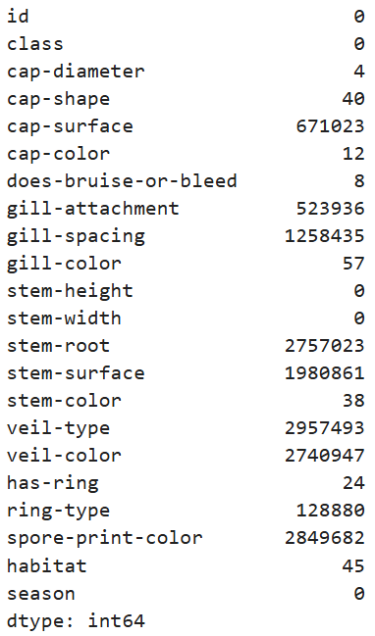 id 0
class 0
cap-diameter 4
cap-shape 40
cap-surface 671023
cap-color 12
does-bruise-or-bleed 8
gill-attachment 523936
gill-spacing 1258435
gill-color 57
stem-height 0
stem-width 0
stem-root 2757023
stem-surface 1980861
stem-color 38
veil-type 2957493
veil-color 2740947
has-ring 24
ring-type 128880
spore-print-color 2849682
habitat 45
season 0
dtype: int64